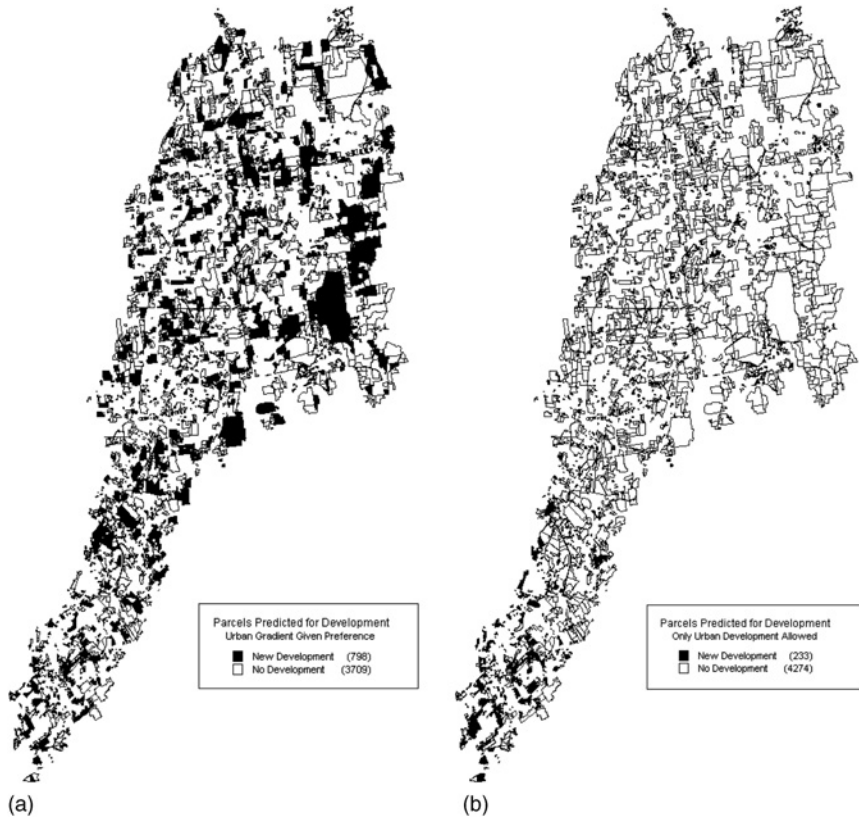 Parcels Predicted for Development
Urban Gradient Given Preference
New Development (798)
No Development (3709)
(a)
Parcels Predicted for Development
Only Urban Development Allowed
New Development (233)
No Development (4274)
(b)